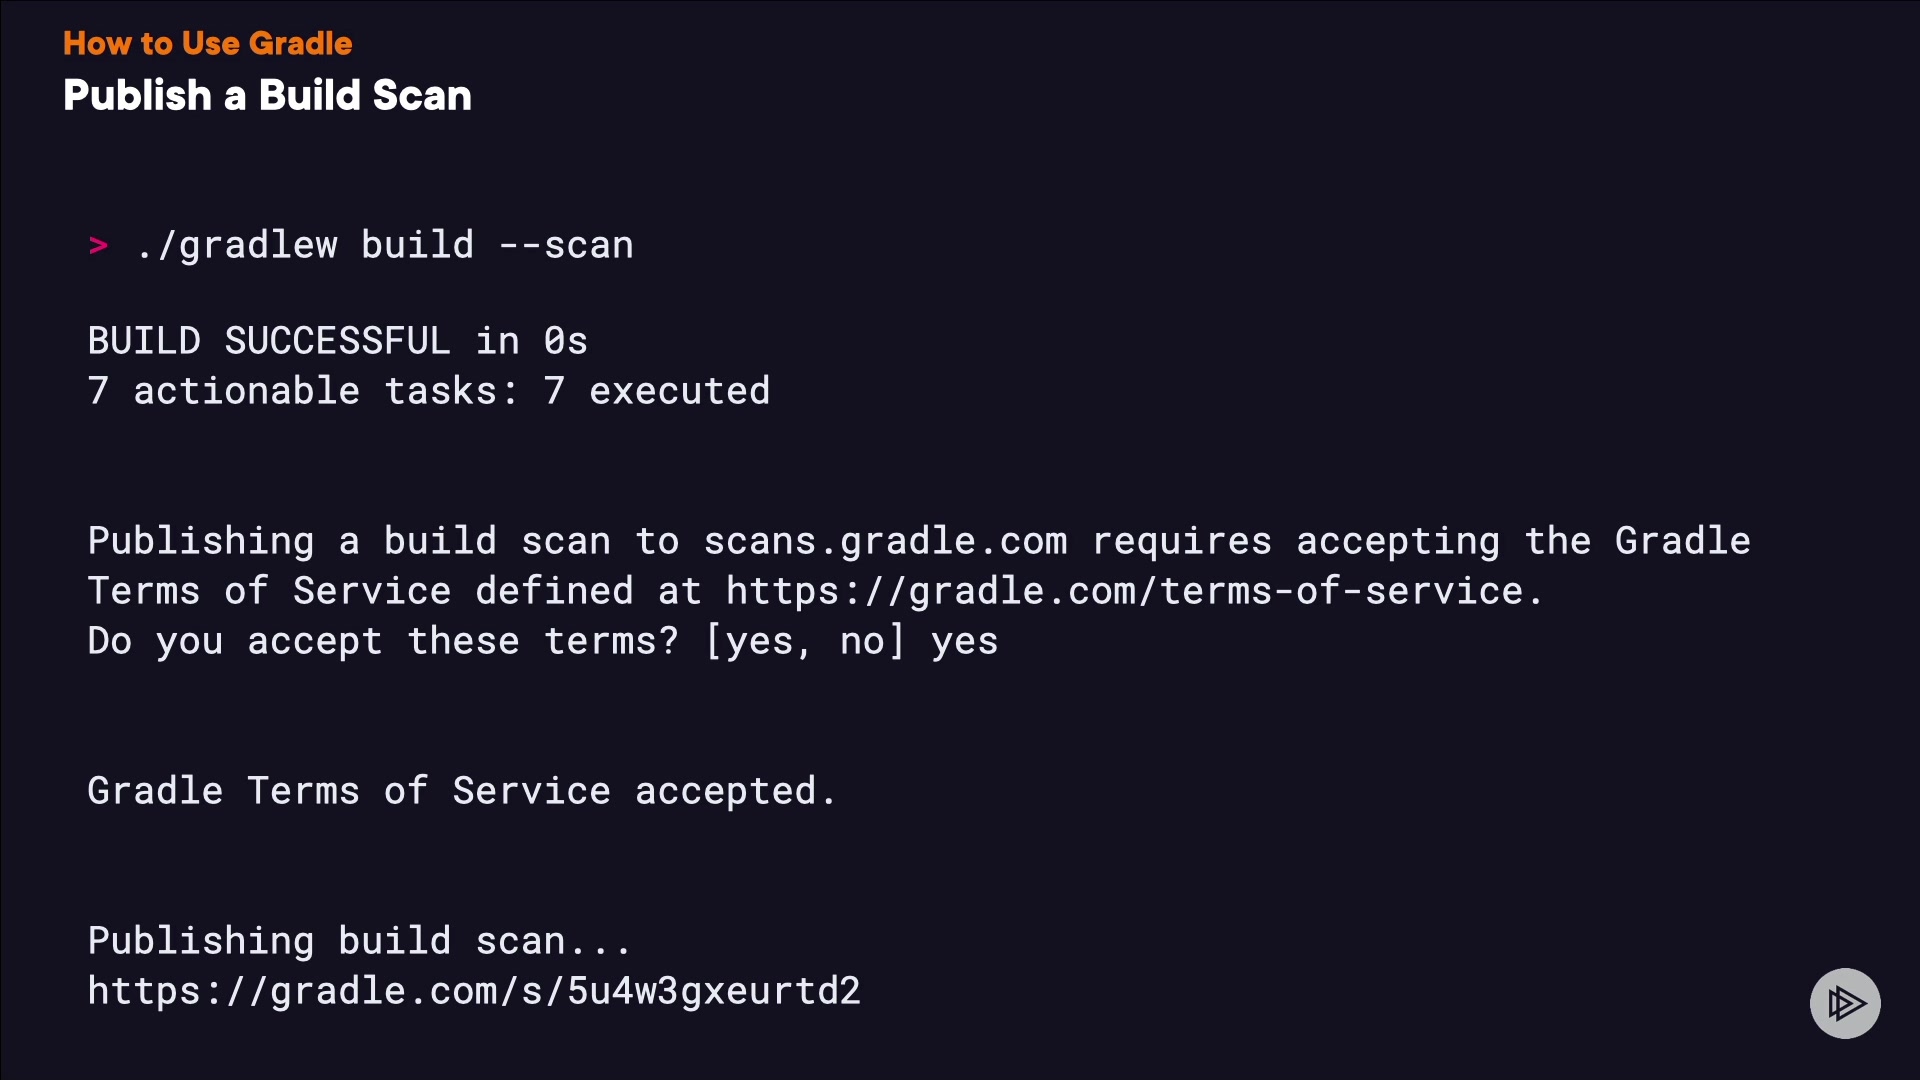 How to Use Gradle
Publish a Build Scan
> ./gradlew build --scan
BUILD SUCCESSFUL in 0s
7 actionable tasks: 7 executed
Publishing a build scan to scans.gradle.com requires accepting the Gradle
Terms of Service defined at https://gradle.com/terms-of-service.
Do you accept these terms? [yes, no] yes
Gradle Terms of Service accepted.
Publishing build scan...
https://gradle.com/s/5u4w3gxeurtd2